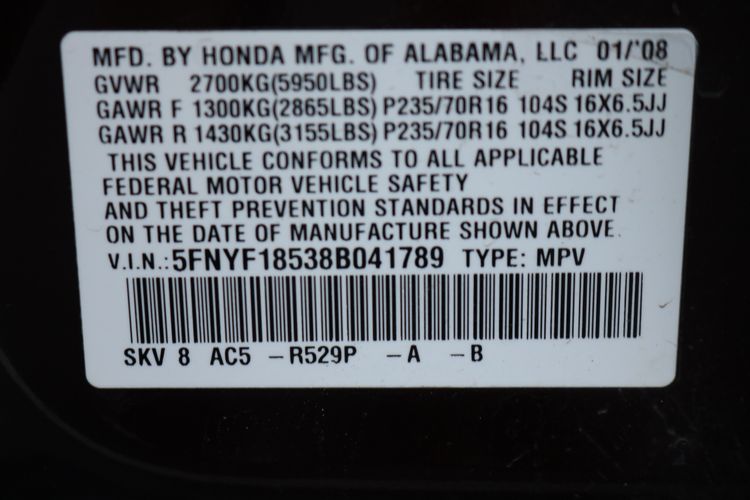 MFD. BY HONDA MFG. OF ALABAMA, LLC 01/'08
GVWR 2700KG(5950LBS) TIRE SIZE RIM SIZE
GAWR F 1300KG(2865LBS) P235/70R16 104S 16X6.5JJ
GAWR R 1430KG(3155LBS) P235/70R16 104S 16X6.5JJ
THIS VEHICLE CONFORMS TO ALL APPLICABLE
FEDERAL MOTOR VEHICLE SAFETY
AND THEFT PREVENTION STANDARDS IN EFFECT
ON THE DATE OF MANUFACTURE SHOWN ABOVE.
V.I.N.:5FNYF18538B041789 TYPE: MPV
SKV 8 AC5 -R529P -A -B